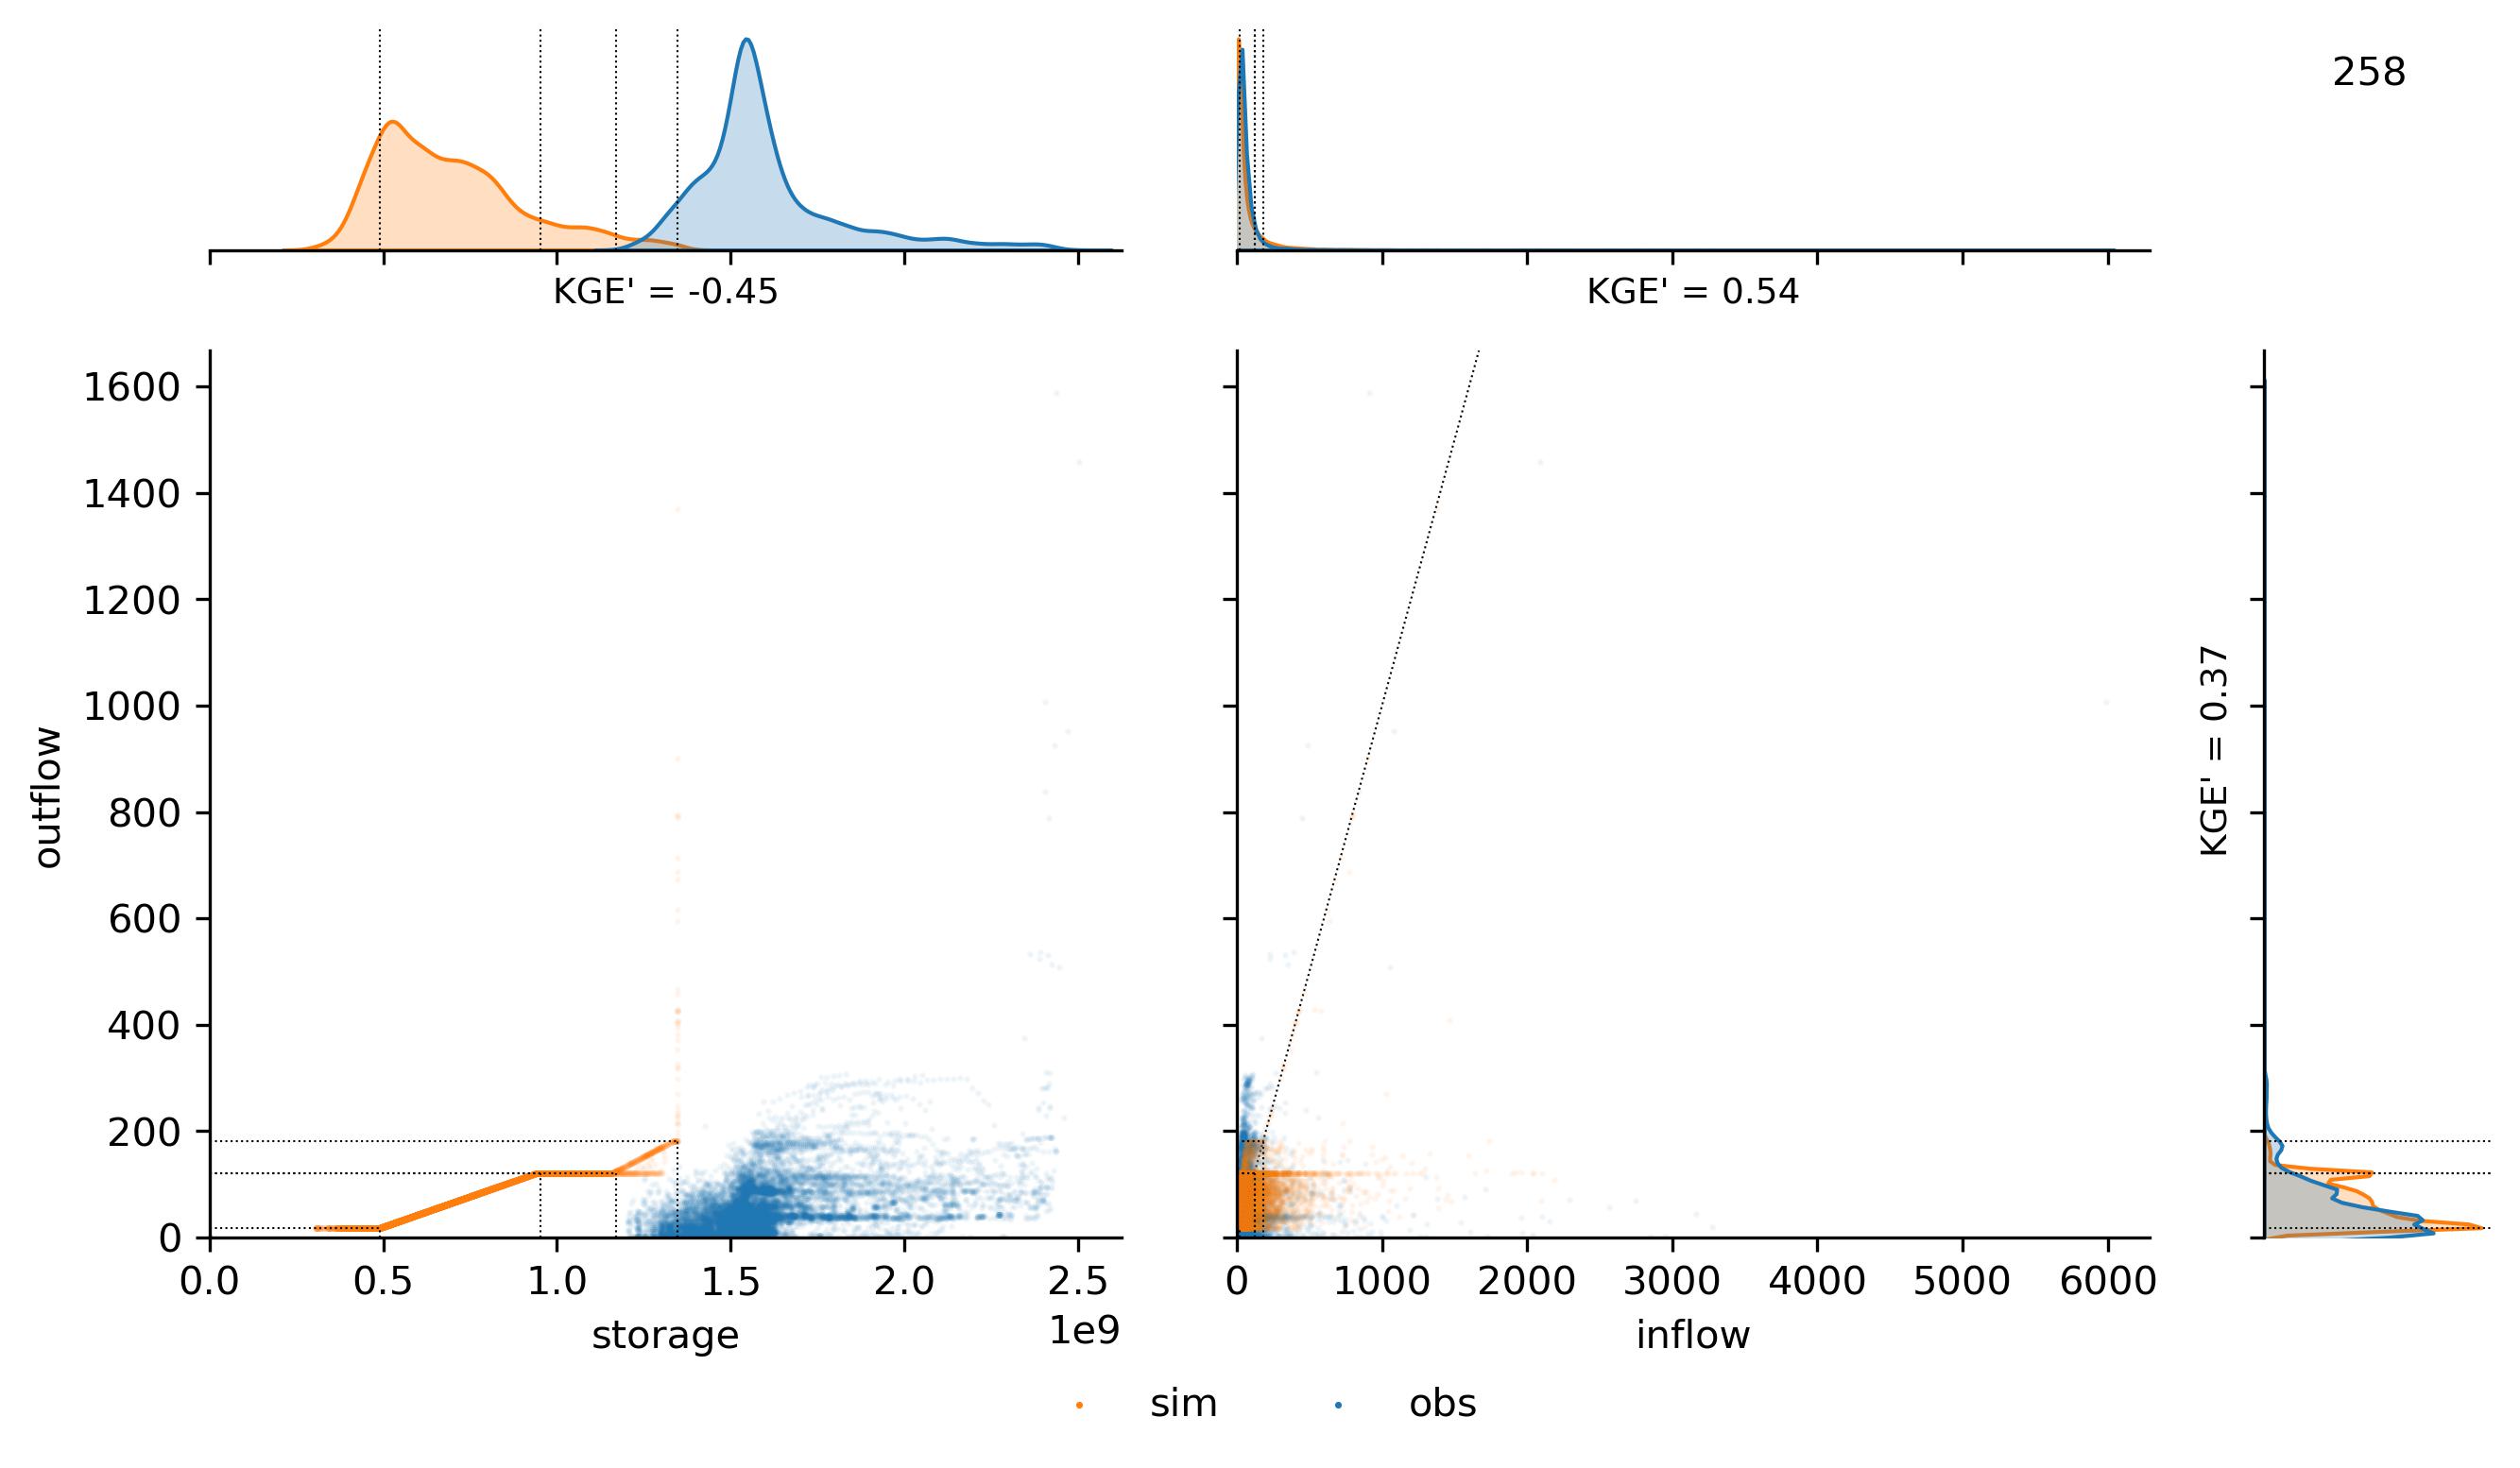 258
KGE' = -0.45
KGE' = 0.54
1600
1400
1200
1000
800
600
400
200
0
outflow
KGE' = 0.37
0.0 0.5 1.0 1.5 2.0 2.5
1e9
storage
0 1000 2000 3000 4000 5000 6000
inflow
sim obs